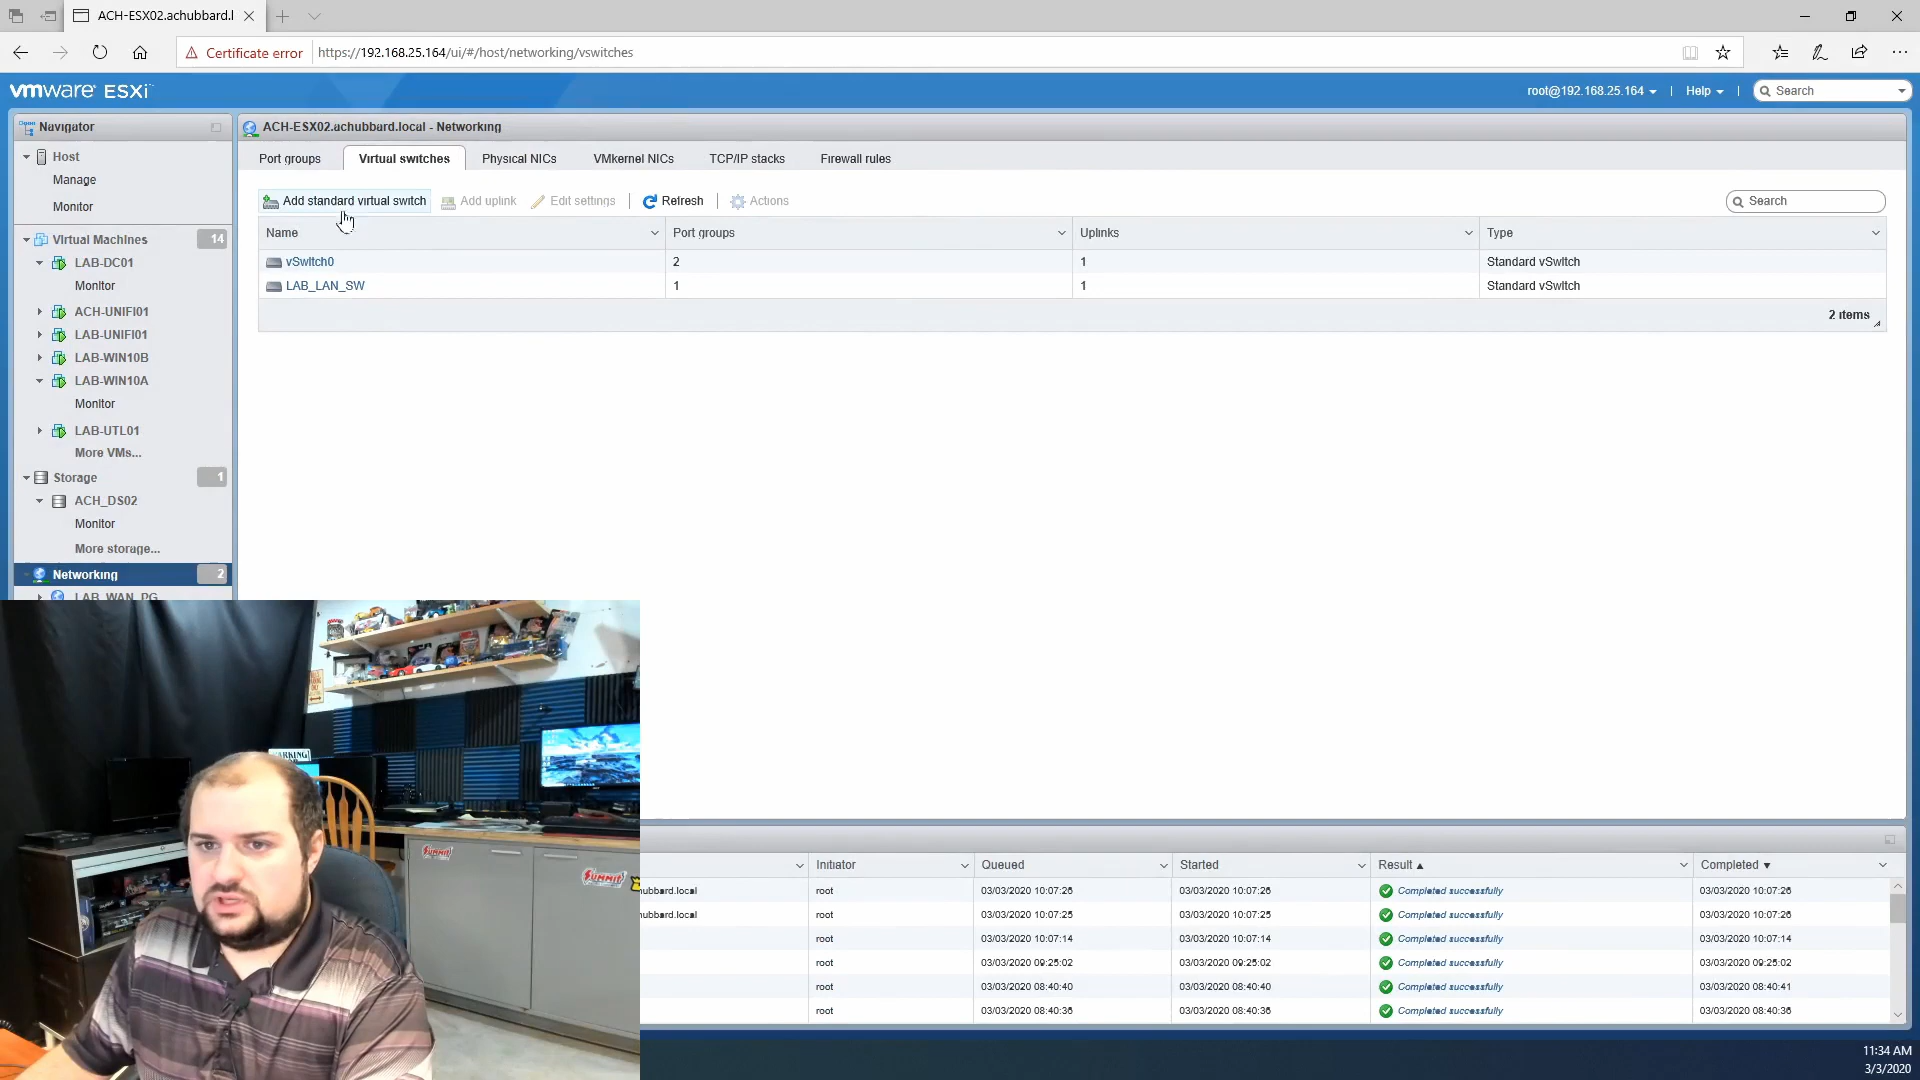 ACH-ESX02.achubbard.l
Certificate error https://192.168.25.164/ui/#/host/networking/vswitches
vmware ESXi
root@192.168.25.164 Help Search
Navigator
ACH-ESX02.achubbard.local - Networking
Host
Manage
Monitor
Virtual Machines 14
LAB-DC01
Monitor
ACH-UNIFI01
LAB-UNIFI01
LAB-WIN10B
LAB-WIN10A
Monitor
LAB-UTL01
More VMs...
Storage 1
ACH_DS02
Monitor
More storage...
Networking 2
LAB_WAN_PG
Port groups Virtual switches Physical NICs VMkernel NICs TCP/IP stacks Firewall rules
Add standard virtual switch Add uplink Edit settings Refresh Actions Search
Name Port groups Uplinks Type
vSwitch0 2 1 Standard vSwitch
LAB_LAN_SW 1 1 Standard vSwitch
2 items
Initiator Queued Started Result Completed
hubbard.local root 03/03/2020 10:07:26 03/03/2020 10:07:26 Completed successfully 03/03/2020 10:07:26
hubbard.local root 03/03/2020 10:07:25 03/03/2020 10:07:25 Completed successfully 03/03/2020 10:07:26
root 03/03/2020 10:07:14 03/03/2020 10:07:14 Completed successfully 03/03/2020 10:07:14
root 03/03/2020 09:25:02 03/03/2020 09:25:02 Completed successfully 03/03/2020 09:25:02
root 03/03/2020 08:40:40 03/03/2020 08:40:40 Completed successfully 03/03/2020 08:40:41
root 03/03/2020 08:40:36 03/03/2020 08:40:36 Completed successfully 03/03/2020 08:40:36
SUMMIT
SUMMIT
11:34 AM
3/3/2020